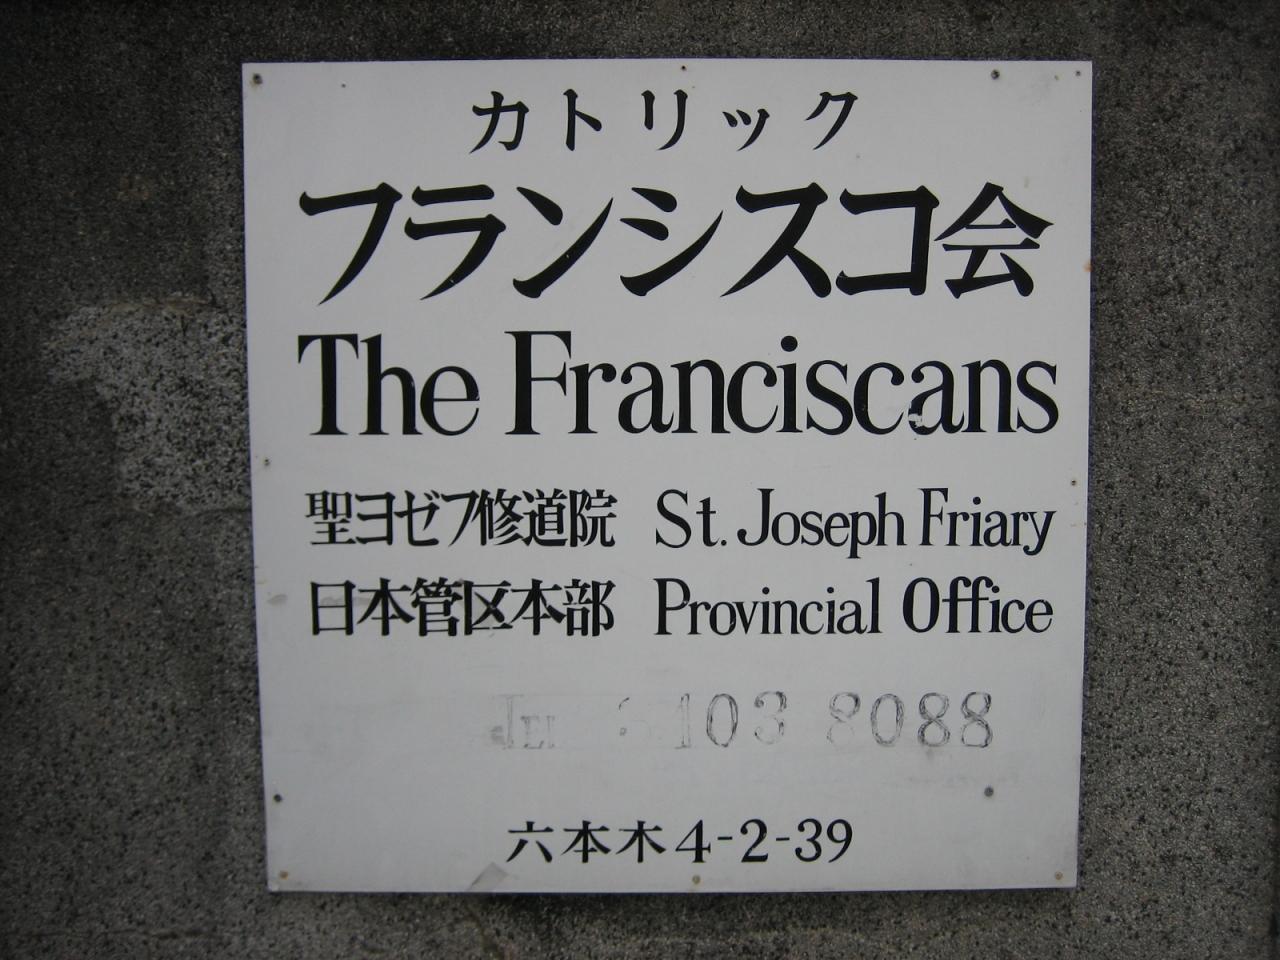 カトリック
フランシスコ会
The Franciscans
聖ヨゼフ修道院 St. Joseph Friary
日本管区本部 Provincial Office
103 8088
六本木4-2-39